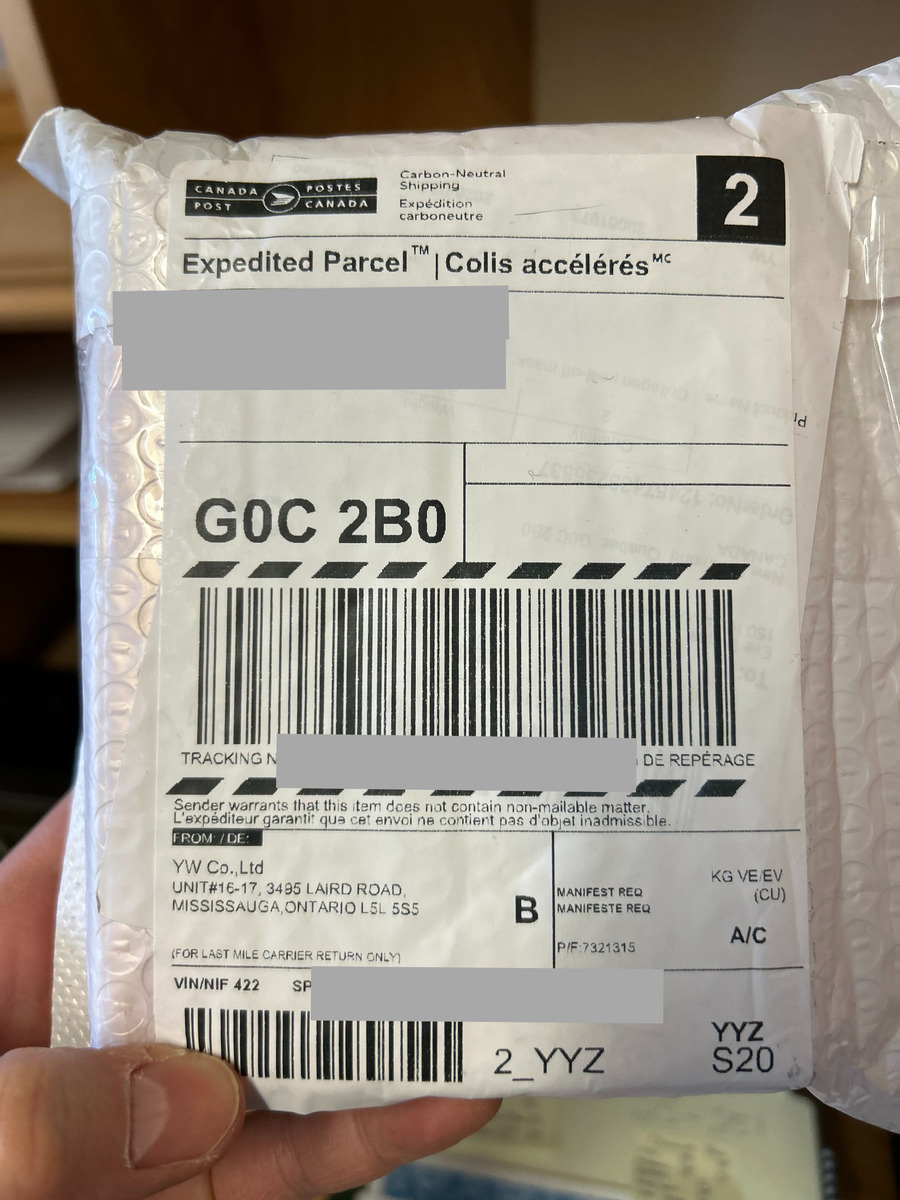 CANADA POST
POSTES CANADA
Carbon-Neutral
Shipping
Expédition
carboneutre
2
Expedited Parcel™ | Colis accélérés MC
G0C 2B0
TRACKING N
DE REPÉRAGE
Sender warrants that this item does not contain non-mailable matter.
L'expéditeur garantit que cet envoi ne contient pas d'objet inadmissible.
FROM / DE:
YW Co.,Ltd
UNIT#16-17, 3495 LAIRD ROAD,
MISSISSAUGA,ONTARIO L5L 5S5
B
(FOR LAST MILE CARRIER RETURN ONLY)
MANIFEST REQ
MANIFESTE REQ
P/F:7321315
KG VE/EV
(CU)
A/C
VIN/NIF 422
SP
2_YYZ
YYZ
S20